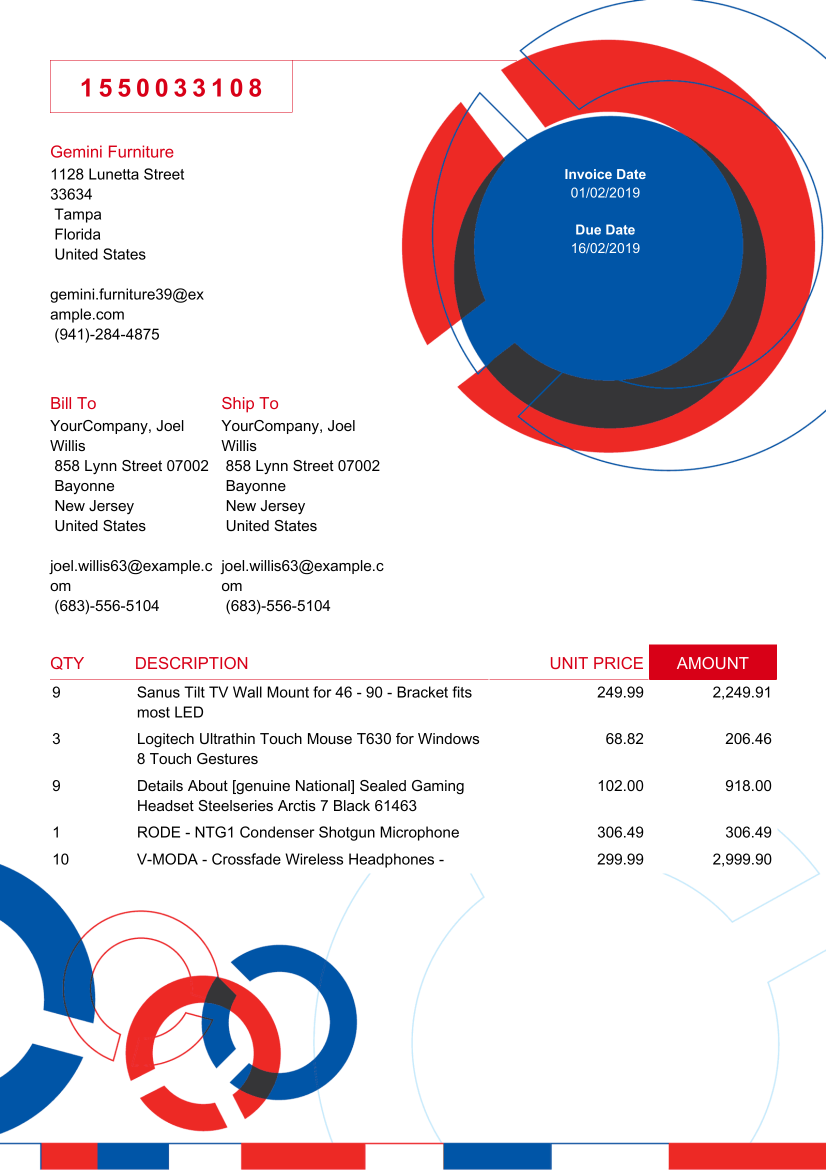 1550033108
Gemini Furniture
1128 Lunetta Street
33634
Tampa
Florida
United States
gemini.furniture39@ex
ample.com
(941)-284-4875
Invoice Date
01/02/2019
Due Date
16/02/2019
Bill To
YourCompany, Joel
Willis
858 Lynn Street 07002
Bayonne
New Jersey
United States
joel.willis63@example.c
om
(683)-556-5104
Ship To
YourCompany, Joel
Willis
858 Lynn Street 07002
Bayonne
New Jersey
United States
joel.willis63@example.c
om
(683)-556-5104
QTY DESCRIPTION UNIT PRICE AMOUNT
9 Sanus Tilt TV Wall Mount for 46 - 90 - Bracket fits 249.99 2,249.91
most LED
3 Logitech Ultrathin Touch Mouse T630 for Windows 68.82 206.46
8 Touch Gestures
9 Details About [genuine National] Sealed Gaming 102.00 918.00
Headset Steelseries Arctis 7 Black 61463
1 RODE - NTG1 Condenser Shotgun Microphone 306.49 306.49
10 V-MODA - Crossfade Wireless Headphones - 299.99 2,999.90